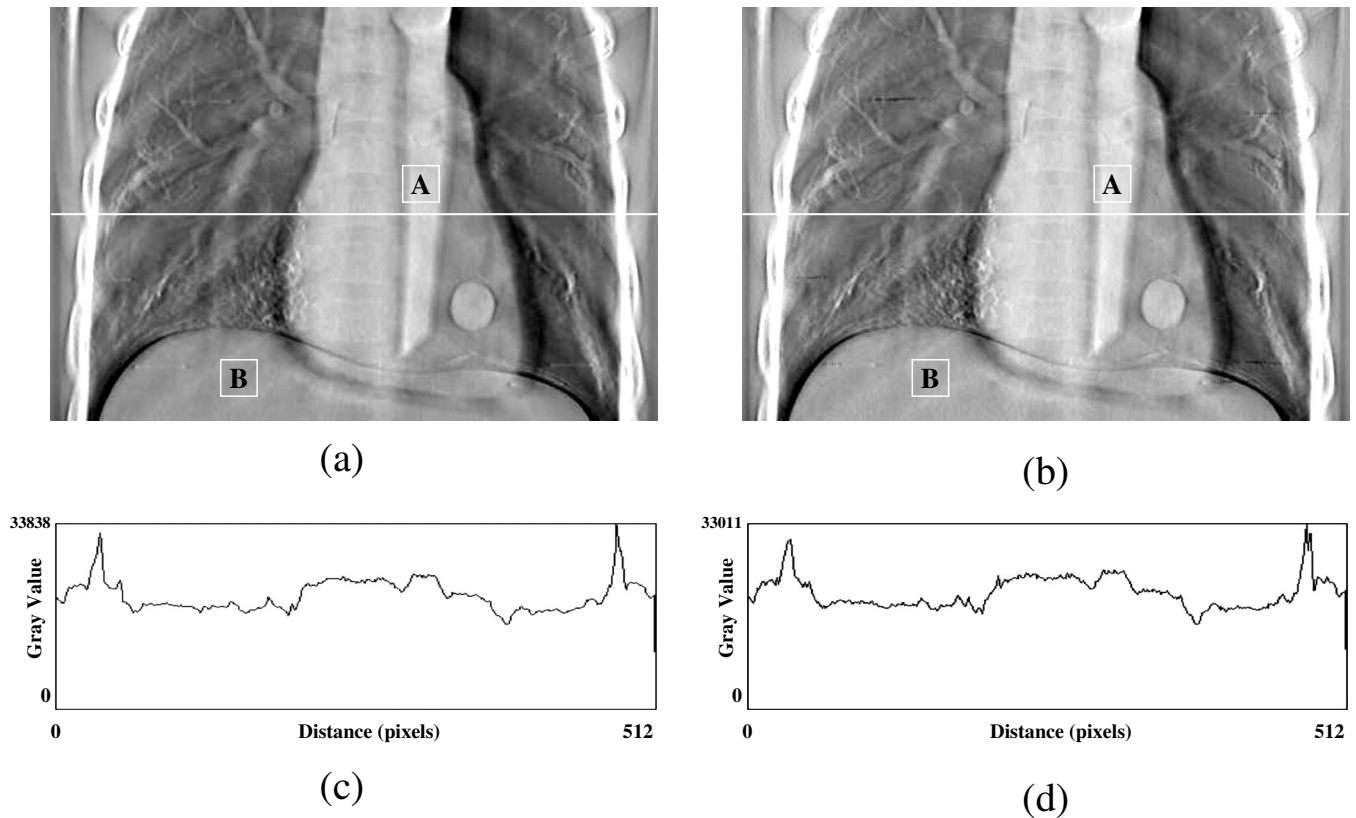 A
B
(a)
A
B
(b)
33838
Gray Value
0
0
Distance (pixels)
512
(c)
33011
Gray Value
0
0
Distance (pixels)
512
(d)